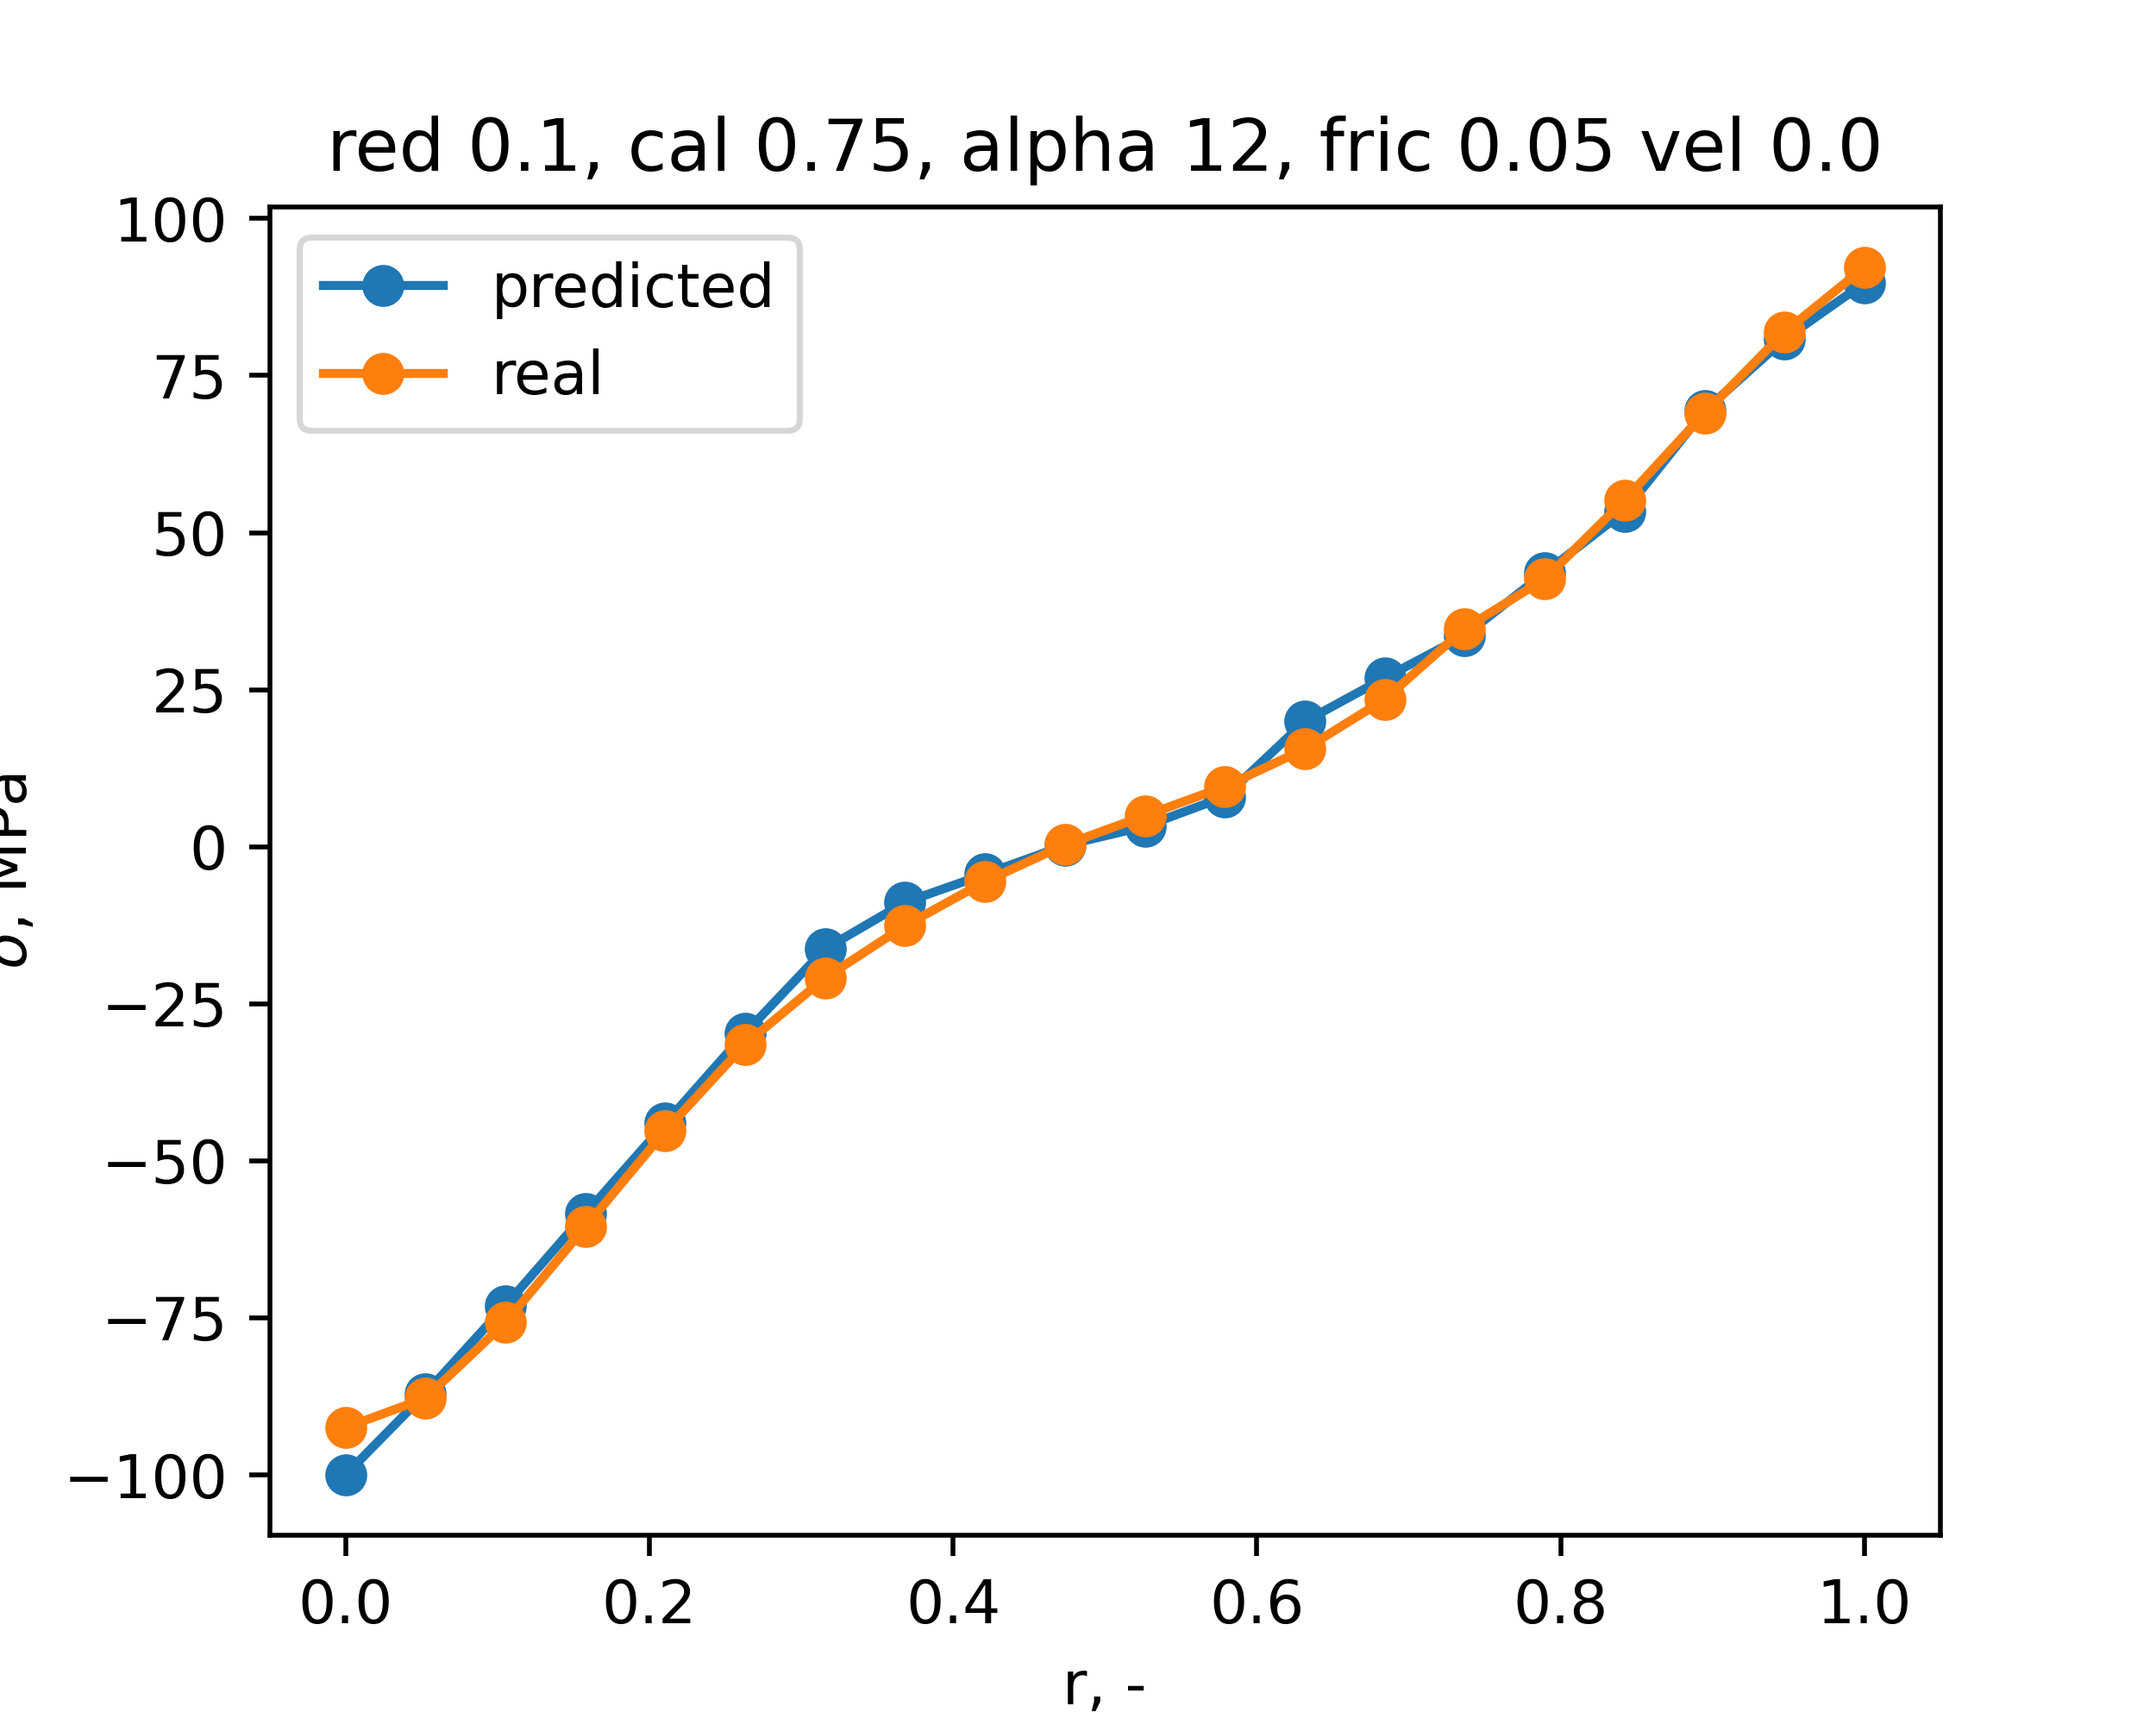 red 0.1, cal 0.75, alpha 12, fric 0.05 vel 0.0
predicted
real
100
75
50
25
0
−25
−50
−75
−100
σ, MPa
0.0 0.2 0.4 0.6 0.8 1.0
r, -